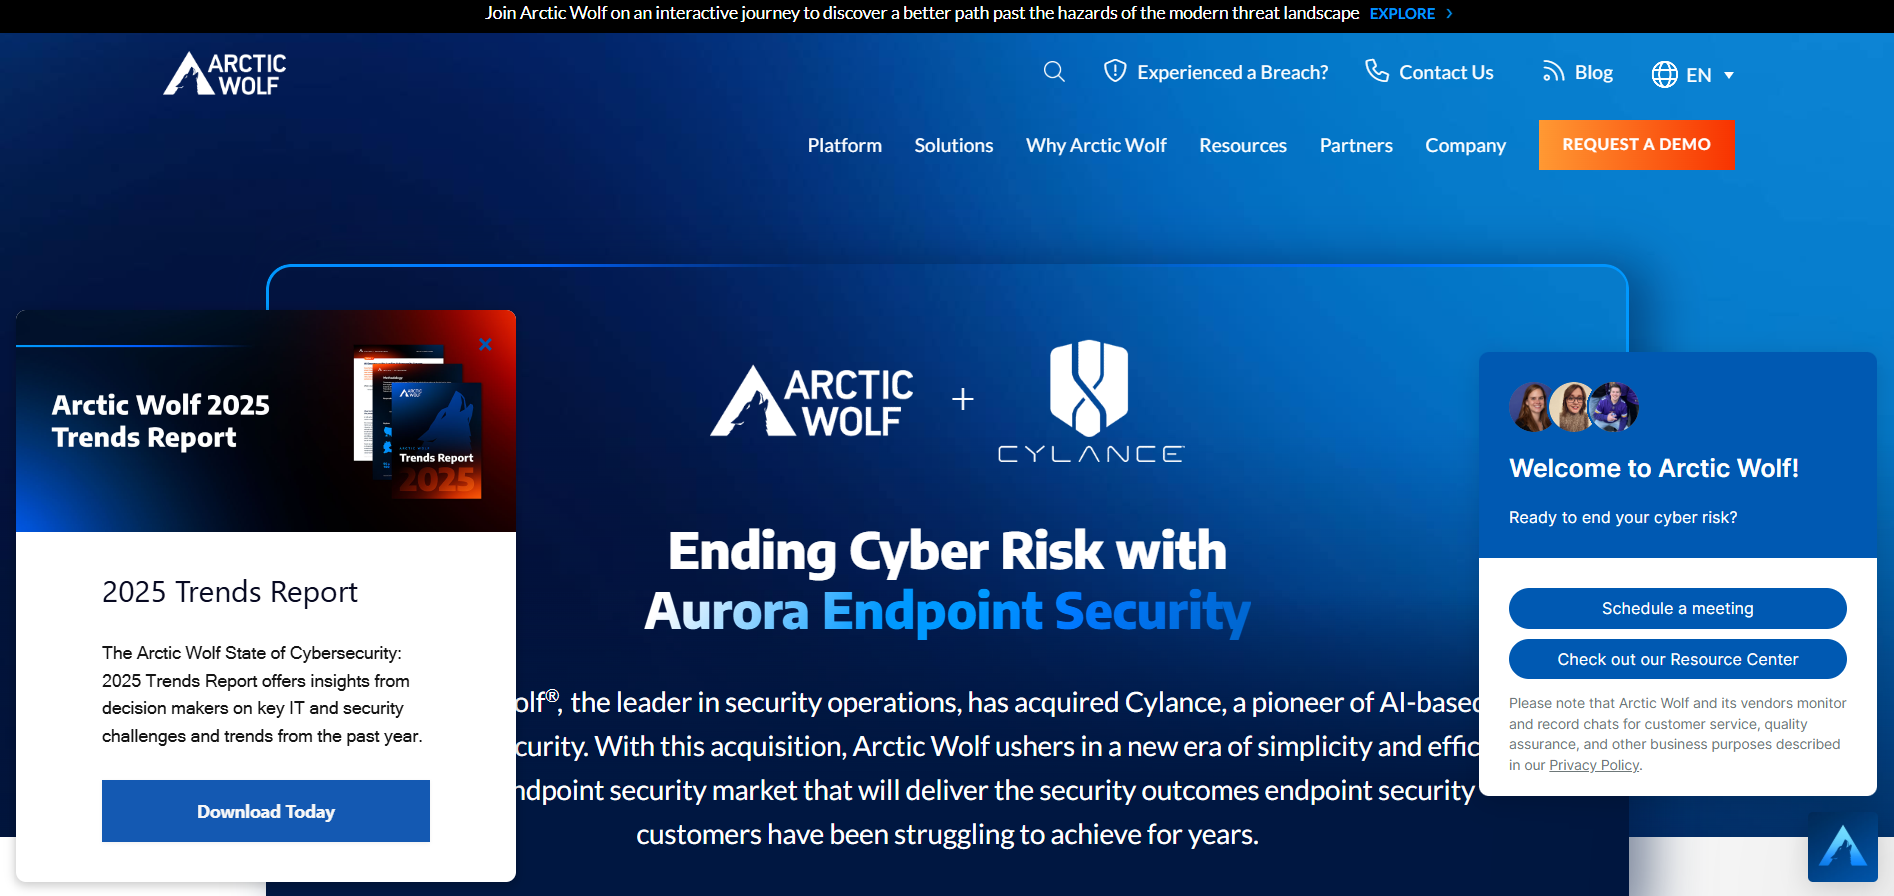 Join Arctic Wolf on an interactive journey to discover a better path past the hazards of the modern threat landscape EXPLORE
ARCTIC
WOLF
Experienced a Breach?
Contact Us
Blog
EN
Platform
Solutions
Why Arctic Wolf
Resources
Partners
Company
REQUEST A DEMO
ARCTIC
WOLF
+
CYLANCE
Ending Cyber Risk with
Aurora Endpoint Security
olf®, the leader in security operations, has acquired Cylance, a pioneer of AI-based
curity. With this acquisition, Arctic Wolf ushers in a new era of simplicity and effic
ndpoint security market that will deliver the security outcomes endpoint security
customers have been struggling to achieve for years.
Arctic Wolf 2025
Trends Report
ARCTIC
WOLF
Trends Report
2025
2025 Trends Report
The Arctic Wolf State of Cybersecurity:
2025 Trends Report offers insights from
decision makers on key IT and security
challenges and trends from the past year.
Download Today
Welcome to Arctic Wolf!
Ready to end your cyber risk?
Schedule a meeting
Check out our Resource Center
Please note that Arctic Wolf and its vendors monitor
and record chats for customer service, quality
assurance, and other business purposes described
in our Privacy Policy.